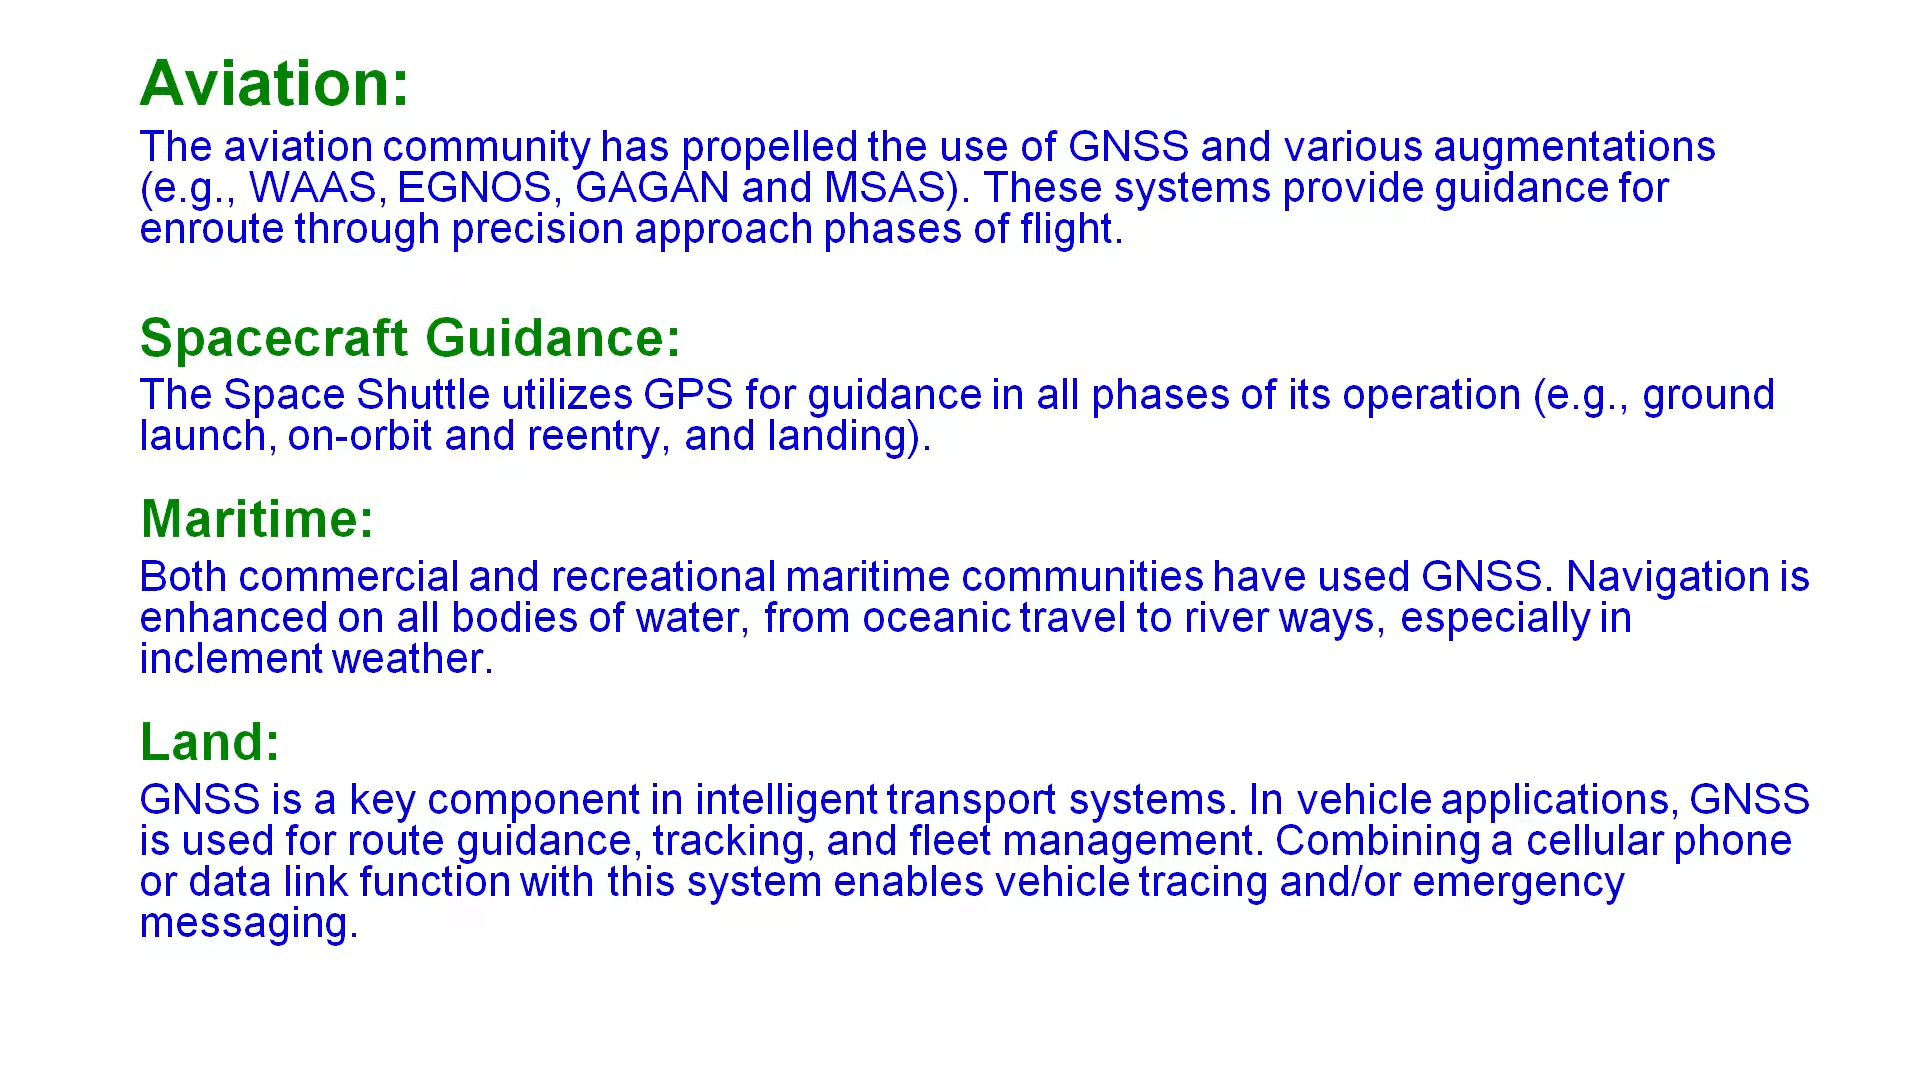 Aviation:
The aviation community has propelled the use of GNSS and various augmentations
(e.g., WAAS, EGNOS, GAGAN and MSAS). These systems provide guidance for
enroute through precision approach phases of flight.
Spacecraft Guidance:
The Space Shuttle utilizes GPS for guidance in all phases of its operation (e.g., ground
launch, on-orbit and reentry, and landing).
Maritime:
Both commercial and recreational maritime communities have used GNSS. Navigation is
enhanced on all bodies of water, from oceanic travel to river ways, especially in
inclement weather.
Land:
GNSS is a key component in intelligent transport systems. In vehicle applications, GNSS
is used for route guidance, tracking, and fleet management. Combining a cellular phone
or data link function with this system enables vehicle tracing and/or emergency
messaging.